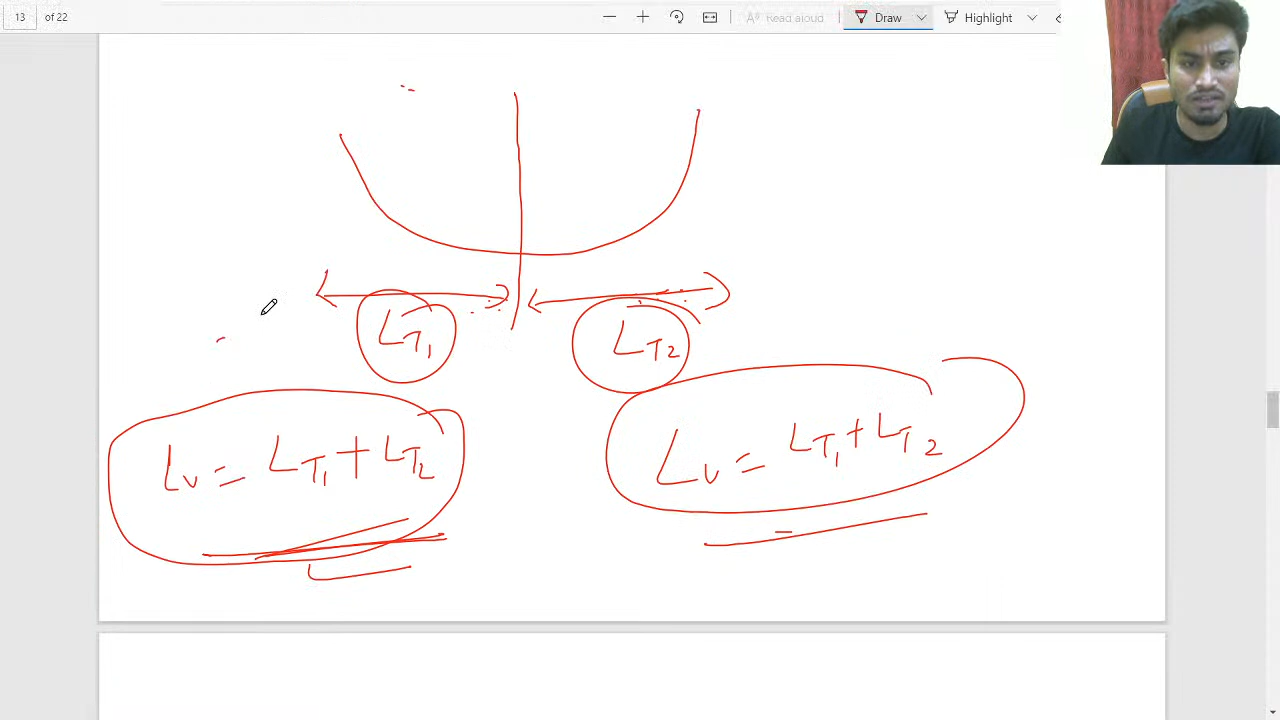 13 of 22
Read aloud
Draw
Highlight
LT1
LT2
Lv = LT1 + LT2
Lv = LT1 + LT2